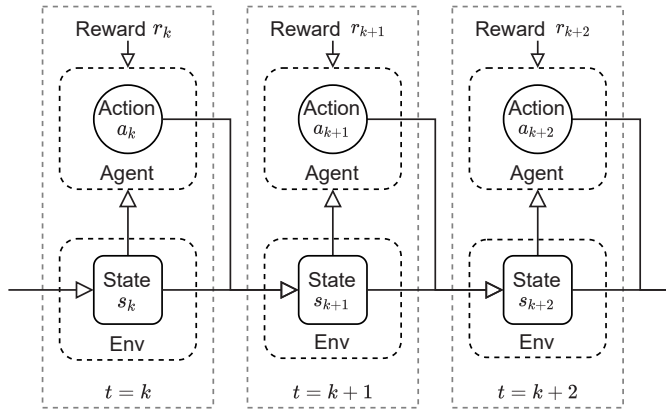 Reward r_k
Action
a_k
Agent
State
s_k
Env
t = k
Reward r_{k+1}
Action
a_{k+1}
Agent
State
s_{k+1}
Env
t = k + 1
Reward r_{k+2}
Action
a_{k+2}
Agent
State
s_{k+2}
Env
t = k + 2